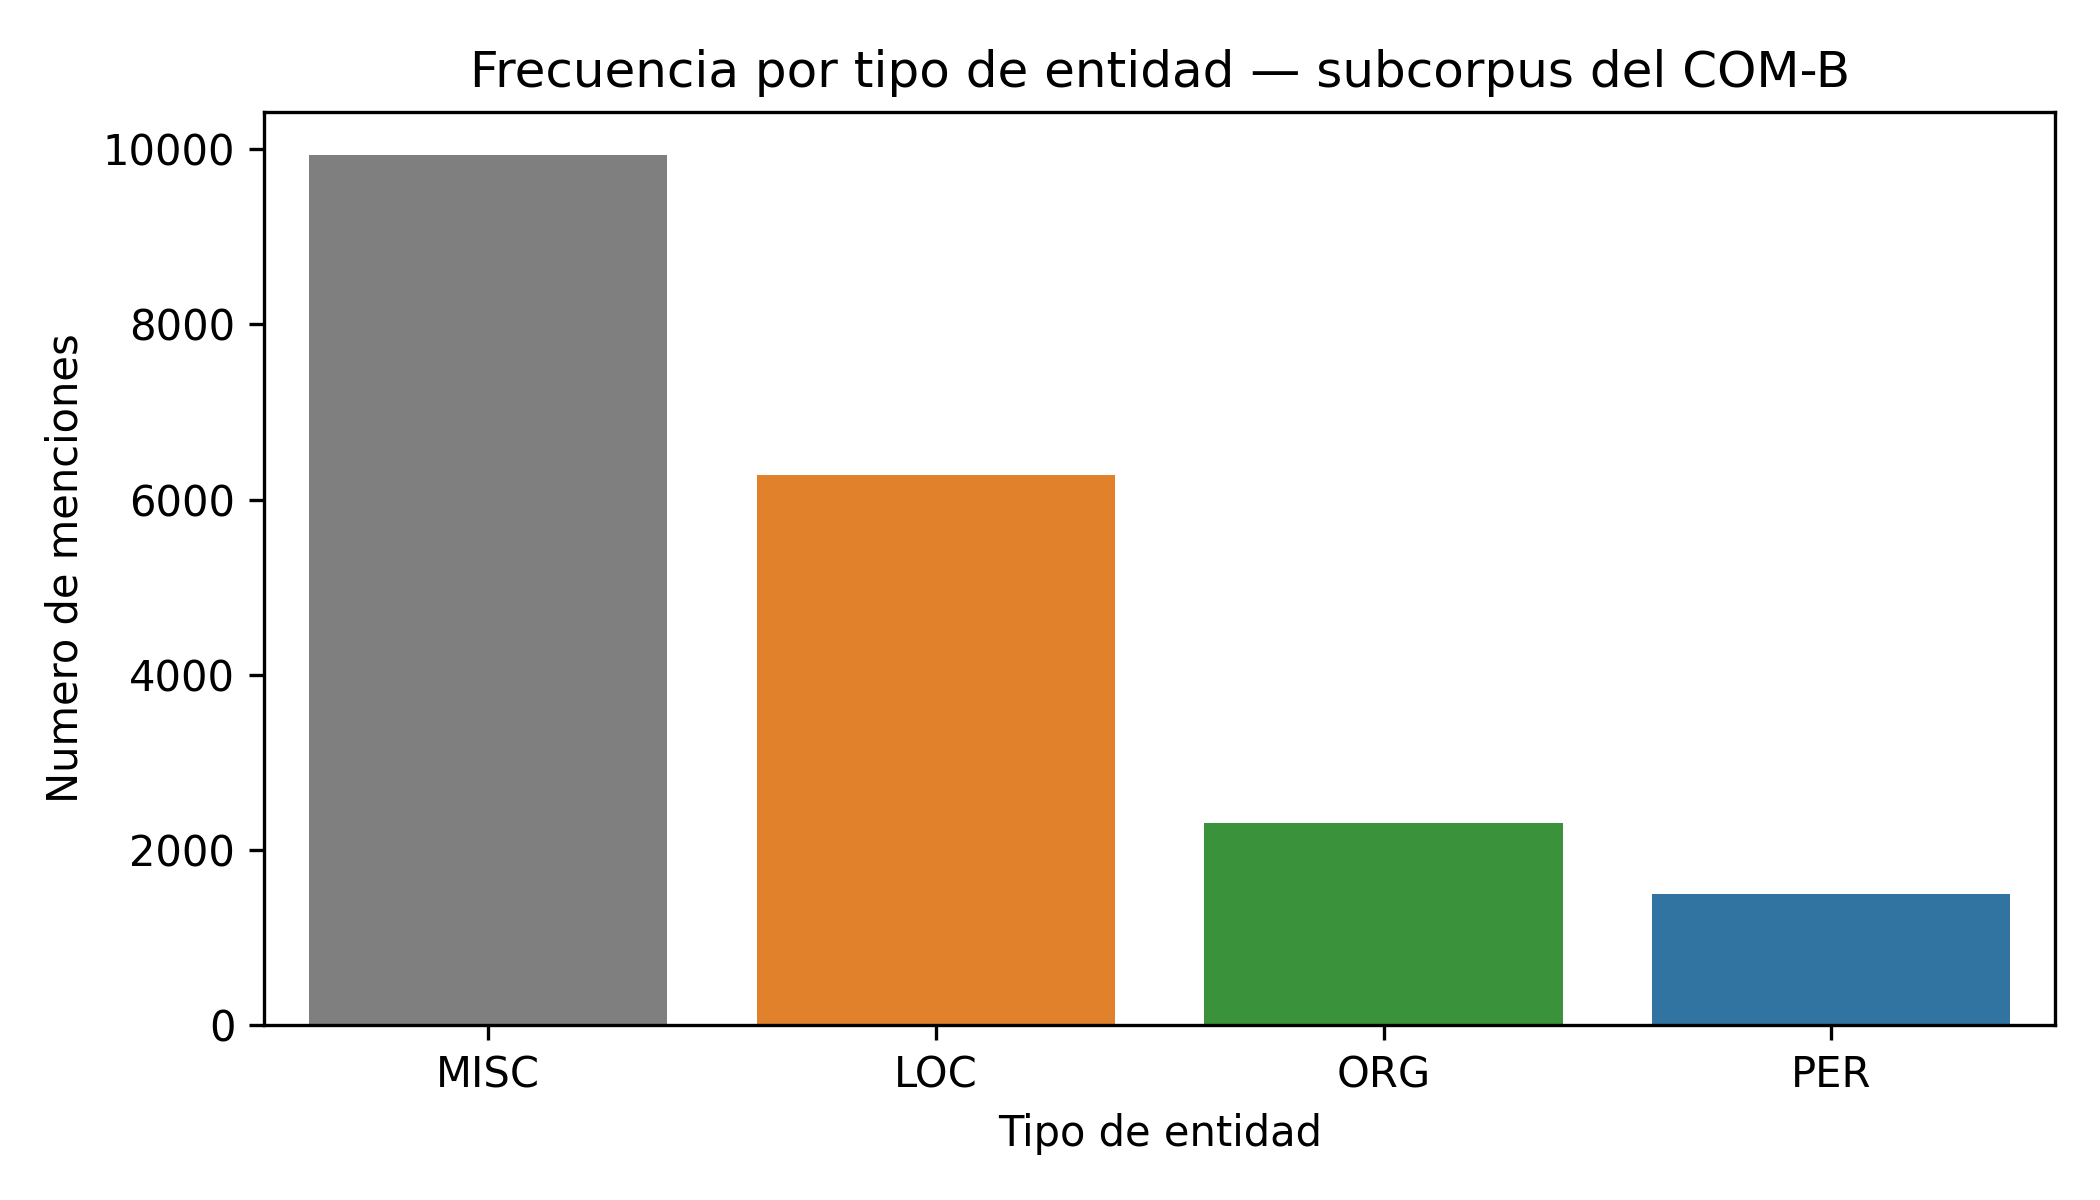 Frecuencia por tipo de entidad — subcorpus del COM-B
Numero de menciones
10000
8000
6000
4000
2000
0
MISC LOC ORG PER
Tipo de entidad